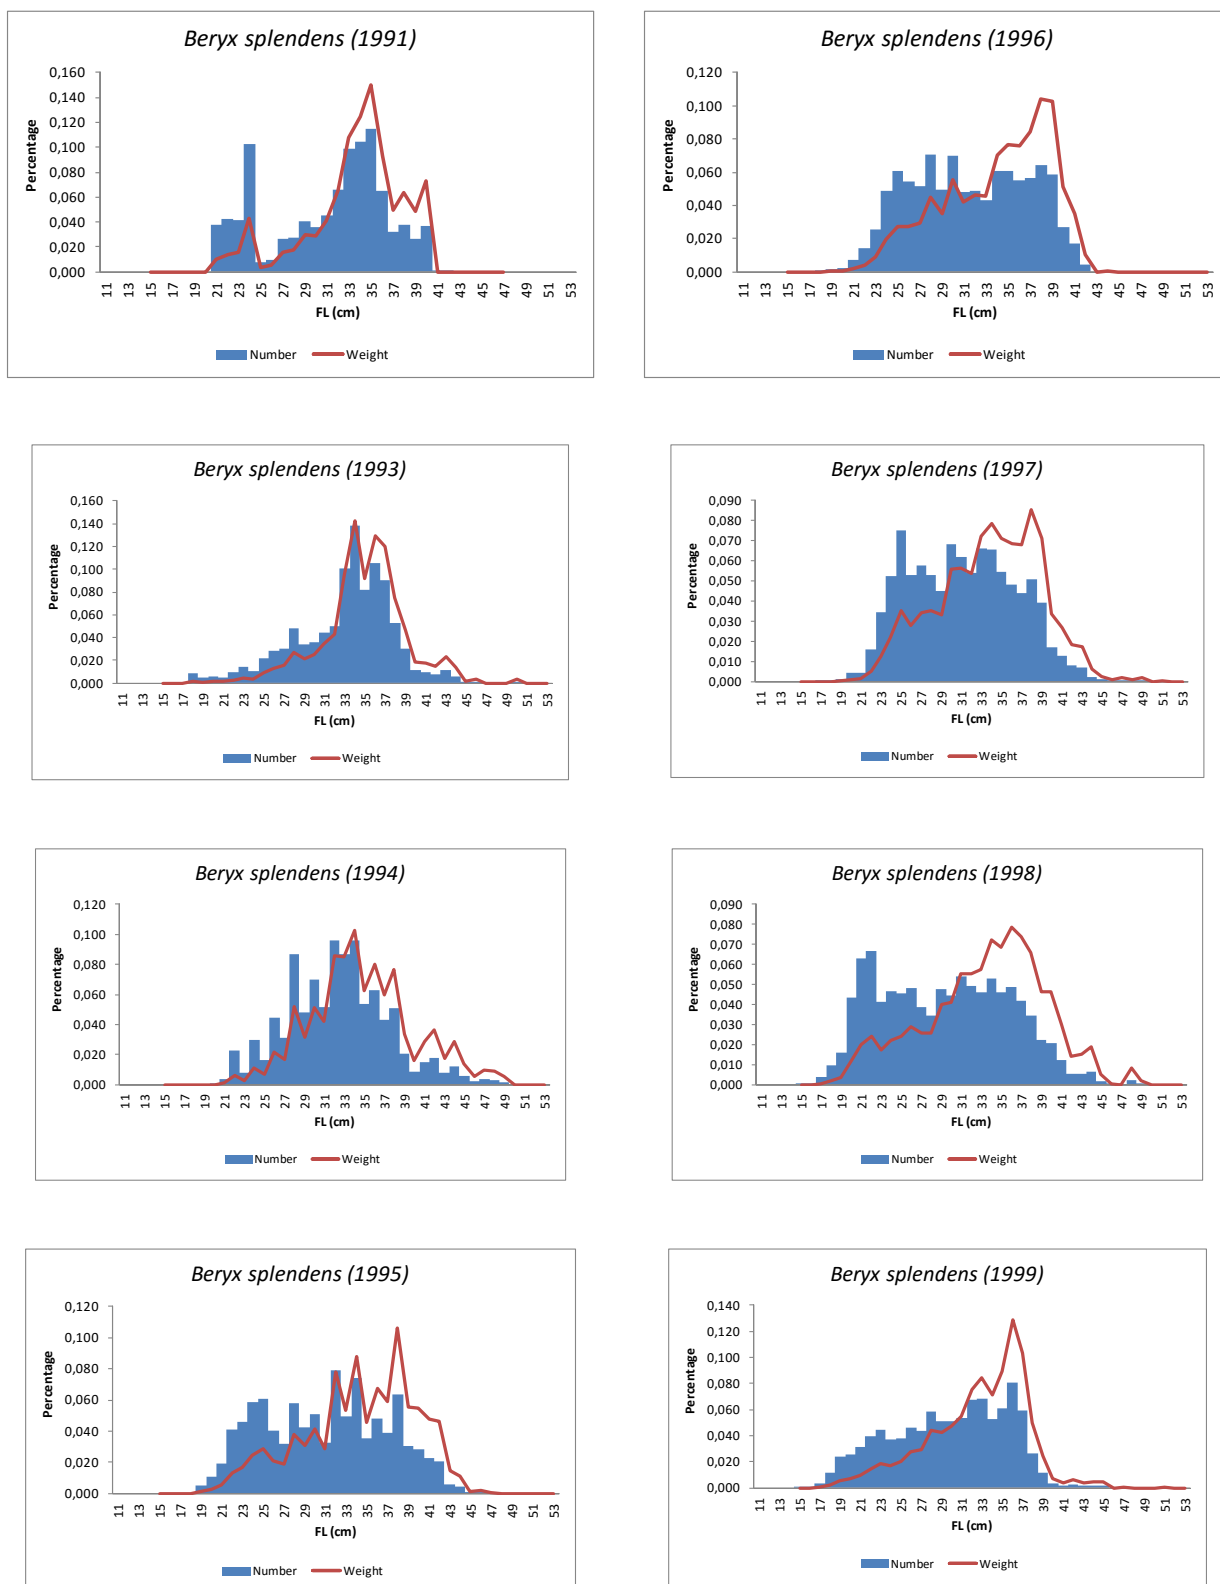 Beryx splendens (1991)
0,160
0,140
0,120
0,100
0,080
0,060
0,040
0,020
0,000
Percentage
11 13 15 17 19 21 23 25 27 29 31 33 35 37 39 41 43 45 47 49 51 53
FL (cm)
Number Weight
Beryx splendens (1996)
0,120
0,100
0,080
0,060
0,040
0,020
0,000
Percentage
11 13 15 17 19 21 23 25 27 29 31 33 35 37 39 41 43 45 47 49 51 53
FL (cm)
Number Weight
Beryx splendens (1993)
0,160
0,140
0,120
0,100
0,080
0,060
0,040
0,020
0,000
Percentage
11 13 15 17 19 21 23 25 27 29 31 33 35 37 39 41 43 45 47 49 51 53
FL (cm)
Number Weight
Beryx splendens (1997)
0,090
0,080
0,070
0,060
0,050
0,040
0,030
0,020
0,010
0,000
Percentage
11 13 15 17 19 21 23 25 27 29 31 33 35 37 39 41 43 45 47 49 51 53
FL (cm)
Number Weight
Beryx splendens (1994)
0,120
0,100
0,080
0,060
0,040
0,020
0,000
Percentage
11 13 15 17 19 21 23 25 27 29 31 33 35 37 39 41 43 45 47 49 51 53
FL (cm)
Number Weight
Beryx splendens (1998)
0,090
0,080
0,070
0,060
0,050
0,040
0,030
0,020
0,010
0,000
Percentage
11 13 15 17 19 21 23 25 27 29 31 33 35 37 39 41 43 45 47 49 51 53
FL (cm)
Number Weight
Beryx splendens (1995)
0,120
0,100
0,080
0,060
0,040
0,020
0,000
Percentage
11 13 15 17 19 21 23 25 27 29 31 33 35 37 39 41 43 45 47 49 51 53
FL (cm)
Number Weight
Beryx splendens (1999)
0,140
0,120
0,100
0,080
0,060
0,040
0,020
0,000
Percentage
11 13 15 17 19 21 23 25 27 29 31 33 35 37 39 41 43 45 47 49 51 53
FL (cm)
Number Weight